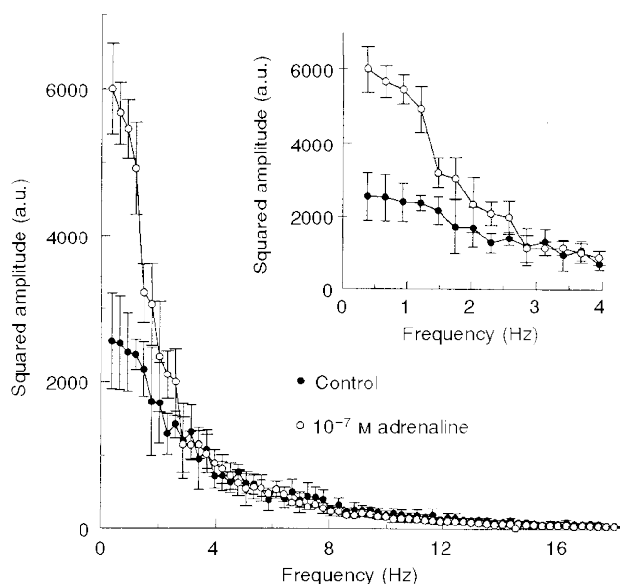 Squared amplitude (a.u.)
6000
4000
2000
0
0 4 8 12 16
Frequency (Hz)
Squared amplitude (a.u.)
6000
4000
2000
0
0 1 2 3 4
Frequency (Hz)
● Control
○ 10⁻⁷ M adrenaline